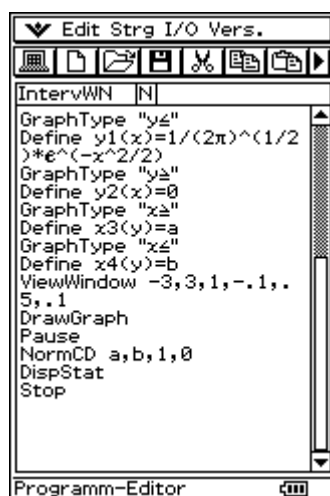 Edit Strg I/O Vers.
IntervWN N
GraphType "y≤"
Define y1(x)=1/(2π)^(1/2
)*e^(-x^2/2)
GraphType "y≥"
Define y2(x)=0
GraphType "x≥"
Define x3(y)=a
GraphType "x≤"
Define x4(y)=b
ViewWindow -3,3,1,-.1,.
5,.1
DrawGraph
Pause
NormCD a,b,1,0
DispStat
Stop
Programm-Editor